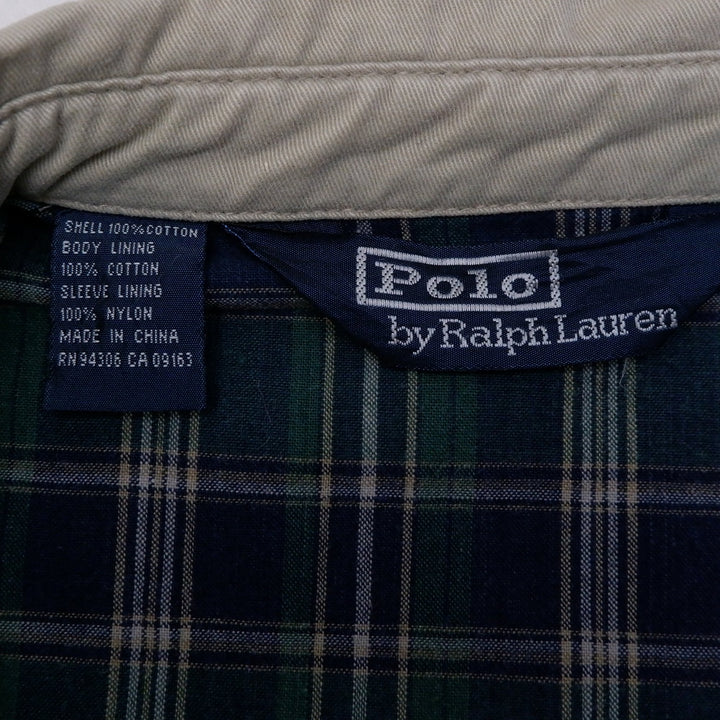 SHELL 100% COTTON
BODY LINING
100% COTTON
SLEEVE LINING
100% NYLON
MADE IN CHINA
RN 94306 CA 09163
Polo
by Ralph Lauren